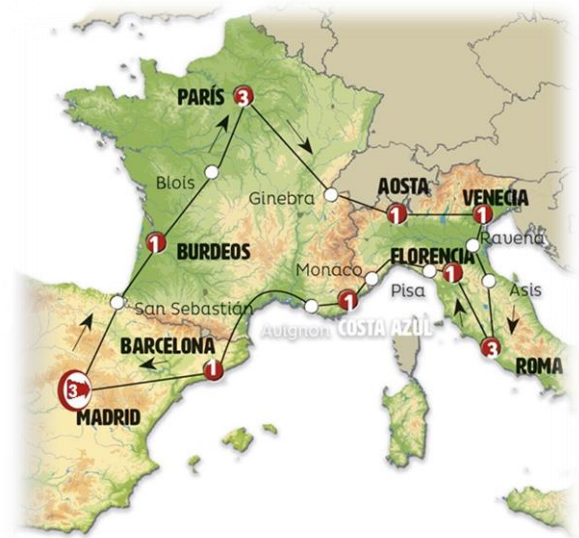 PARÍS
3
Blois
Ginebra
AOSTA
1
VENECIA
1
Ravena
1
BURDEOS
FLORENCIA
1
Monaco
Pisa
Asis
San Sebastián
1
Avignon COSTA AZUL
BARCELONA
1
3
ROMA
3
MADRID